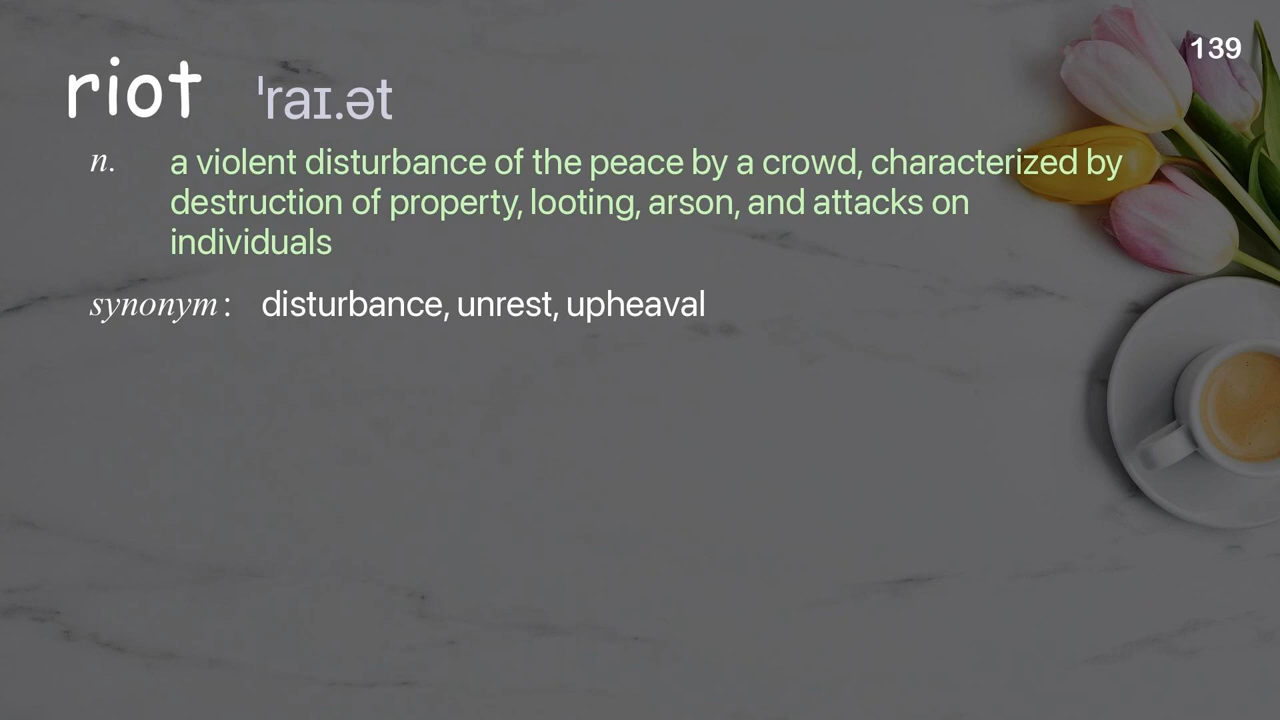 139
riot ˈraɪ.ət
n. a violent disturbance of the peace by a crowd, characterized by
destruction of property, looting, arson, and attacks on
individuals
synonym: disturbance, unrest, upheaval